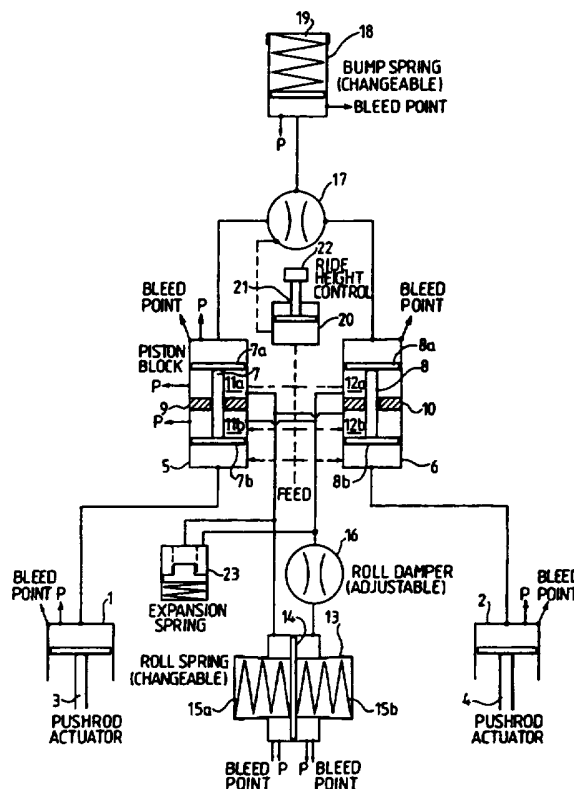 19
18
BUMP SPRING
(CHANGEABLE)
BLEED POINT
P
17
22
RIDE
HEIGHT
CONTROL
21
20
BLEED
POINT
P
BLEED
POINT
PISTON
BLOCK
7a
7
8a
8
P
11a
12a
9
10
P
11b
12b
5
7b
8b
6
FEED
16
23
EXPANSION
SPRING
ROLL DAMPER
(ADJUSTABLE)
BLEED
POINT
P
1
2
P
BLEED
POINT
14
13
ROLL SPRING
(CHANGEABLE)
3
4
15a
15b
PUSHROD
ACTUATOR
PUSHROD
ACTUATOR
BLEED P P BLEED
POINT POINT